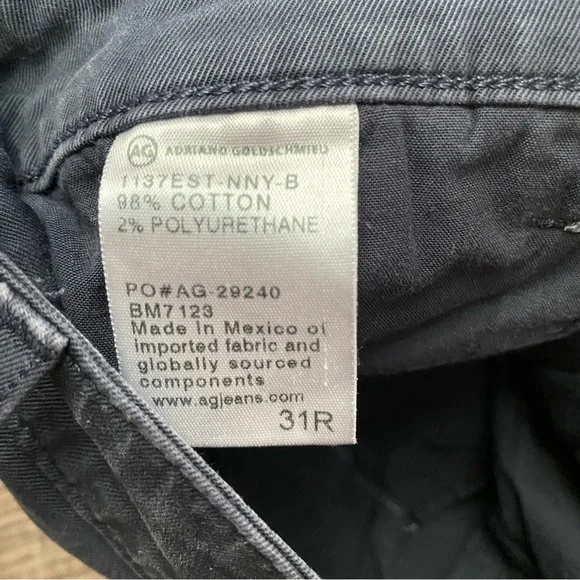 AG ADRIANO GOLDSCHMIED
1137EST-NNY-B
98% COTTON
2% POLYURETHANE
PO#AG-29240
BM7123
Made In Mexico of
imported fabric and
globally sourced
components
www.agjeans.com
31R